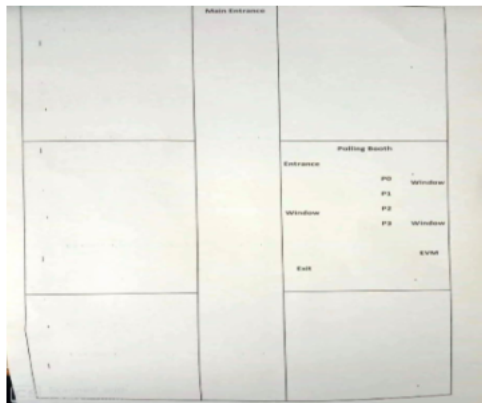 Main Entrance
Polling Booth
Entrance
P0
Window
P1
P2
Window
P3
Window
EVM
Exit